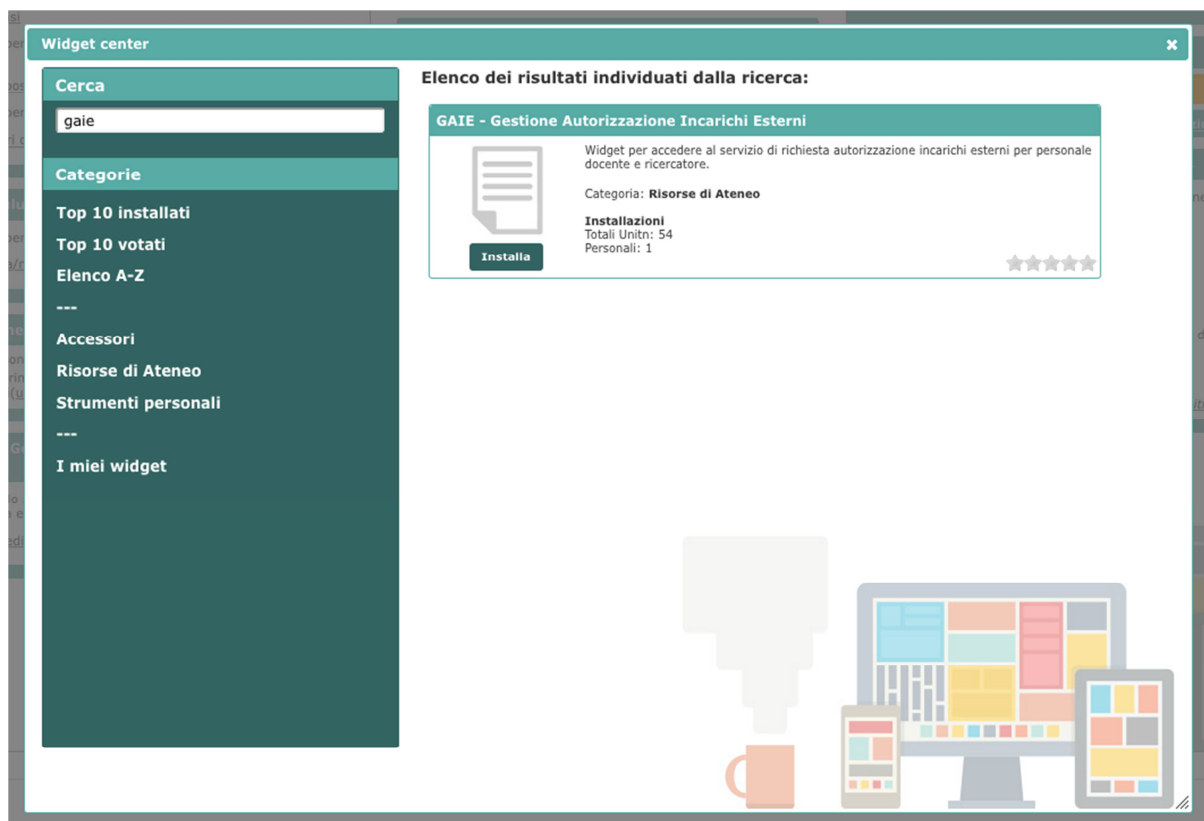 Widget center
Cerca
gaie
Categorie
Top 10 installati
Top 10 votati
Elenco A-Z
---
Accessori
Risorse di Ateneo
Strumenti personali
---
I miei widget
Elenco dei risultati individuati dalla ricerca:
GAIE - Gestione Autorizzazione Incarichi Esterni
Widget per accedere al servizio di richiesta autorizzazione incarichi esterni per personale
docente e ricercatore.
Categoria: Risorse di Ateneo
Installazioni
Totali Unitn: 54
Personali: 1
Installa